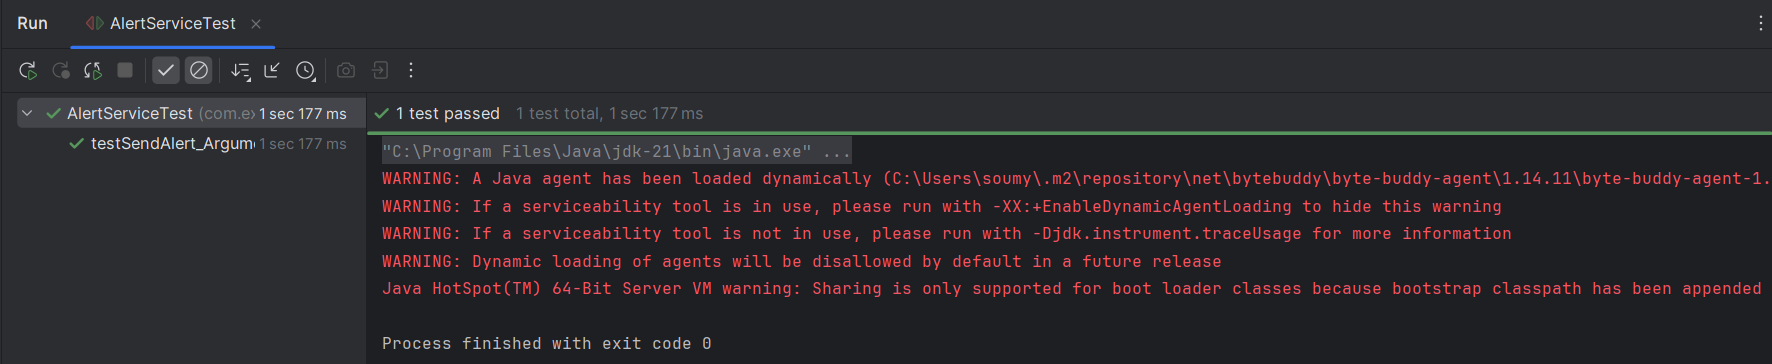 Run AlertServiceTest
AlertServiceTest (com.ex 1 sec 177 ms
testSendAlert_Argum 1 sec 177 ms
1 test passed 1 test total, 1 sec 177 ms
"C:\Program Files\Java\jdk-21\bin\java.exe" ...
WARNING: A Java agent has been loaded dynamically (C:\Users\soumy\.m2\repository\net\bytebuddy\byte-buddy-agent\1.14.11\byte-buddy-agent-1.
WARNING: If a serviceability tool is in use, please run with -XX:+EnableDynamicAgentLoading to hide this warning
WARNING: If a serviceability tool is not in use, please run with -Djdk.instrument.traceUsage for more information
WARNING: Dynamic loading of agents will be disallowed by default in a future release
Java HotSpot(TM) 64-Bit Server VM warning: Sharing is only supported for boot loader classes because bootstrap classpath has been appended
Process finished with exit code 0